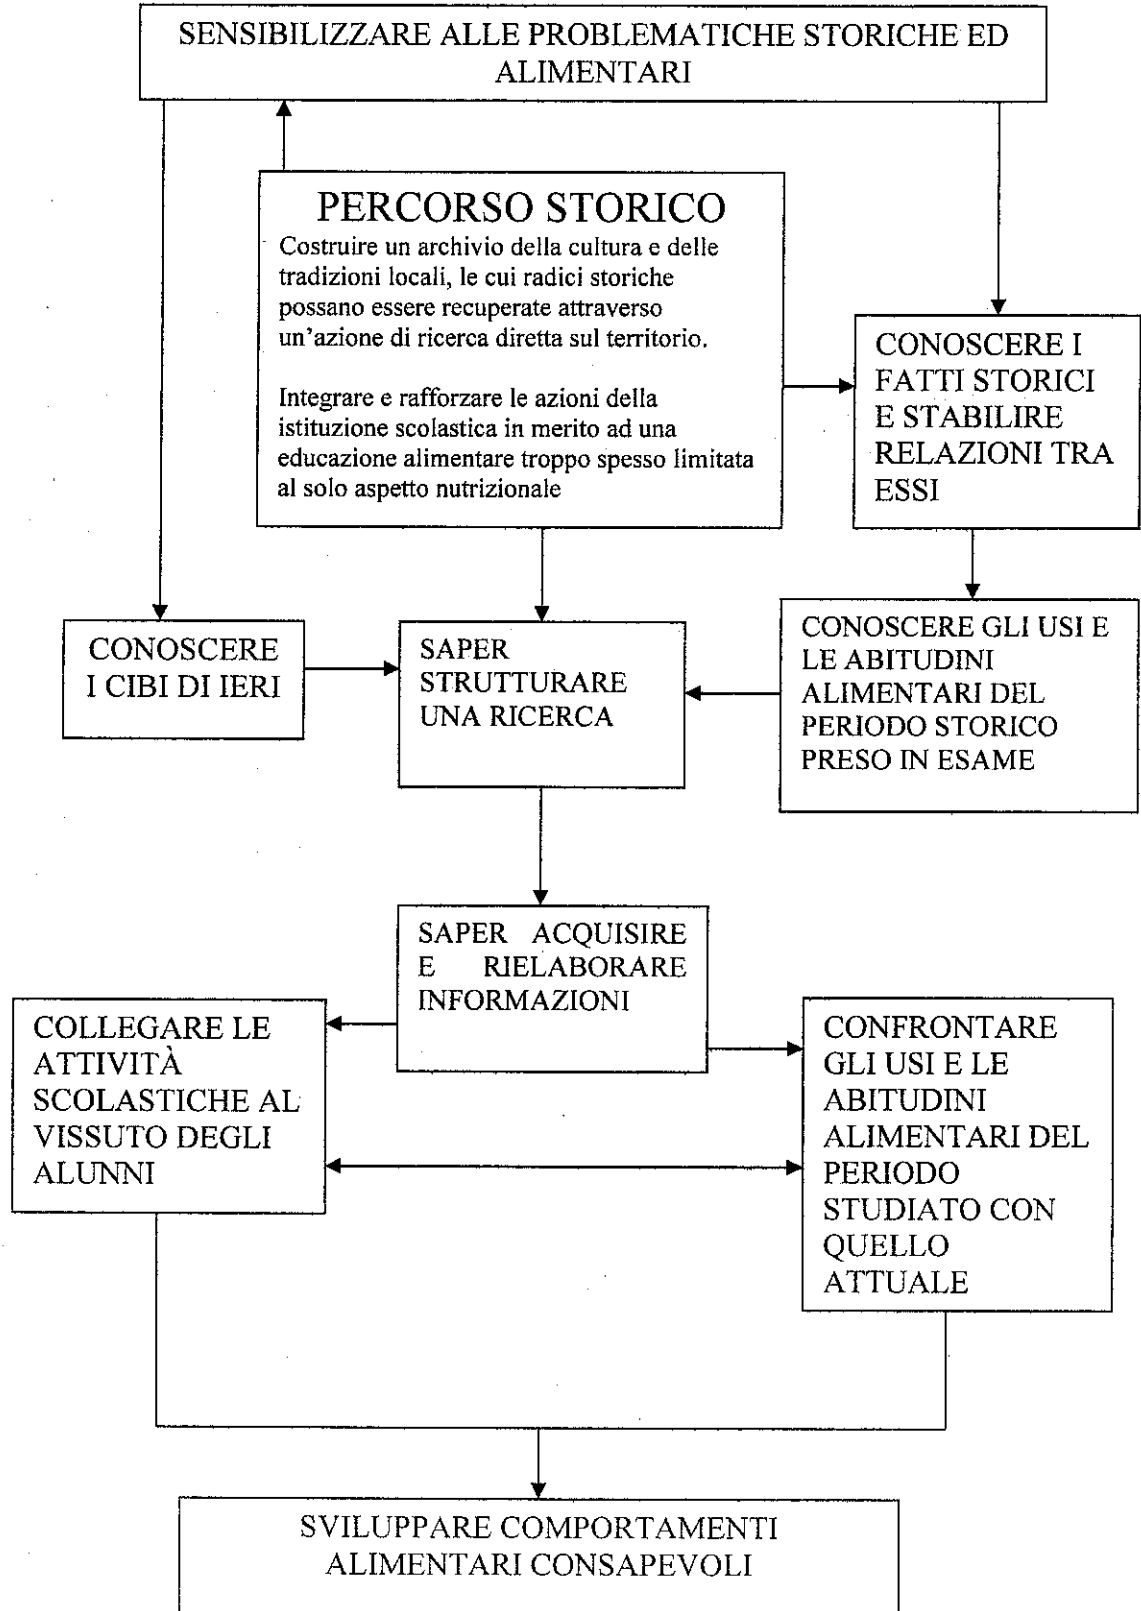 SENSIBILIZZARE ALLE PROBLEMATICHE STORICHE ED
ALIMENTARI
PERCORSO STORICO
Costruire un archivio della cultura e delle
tradizioni locali, le cui radici storiche
possano essere recuperate attraverso
un'azione di ricerca diretta sul territorio.
Integrare e rafforzare le azioni della
istituzione scolastica in merito ad una
educazione alimentare troppo spesso limitata
al solo aspetto nutrizionale
CONOSCERE I
FATTI STORICI
E STABILIRE
RELAZIONI TRA
ESSI
CONOSCERE
I CIBI DI IERI
SAPER
STRUTTURARE
UNA RICERCA
CONOSCERE GLI USI E
LE ABITUDINI
ALIMENTARI DEL
PERIODO STORICO
PRESO IN ESAME
SAPER ACQUISIRE
E RIELABORARE
INFORMAZIONI
COLLEGARE LE
ATTIVITÀ
SCOLASTICHE AL
VISSUTO DEGLI
ALUNNI
CONFRONTARE
GLI USI E LE
ABITUDINI
ALIMENTARI DEL
PERIODO
STUDIATO CON
QUELLO
ATTUALE
SVILUPPARE COMPORTAMENTI
ALIMENTARI CONSAPEVOLI